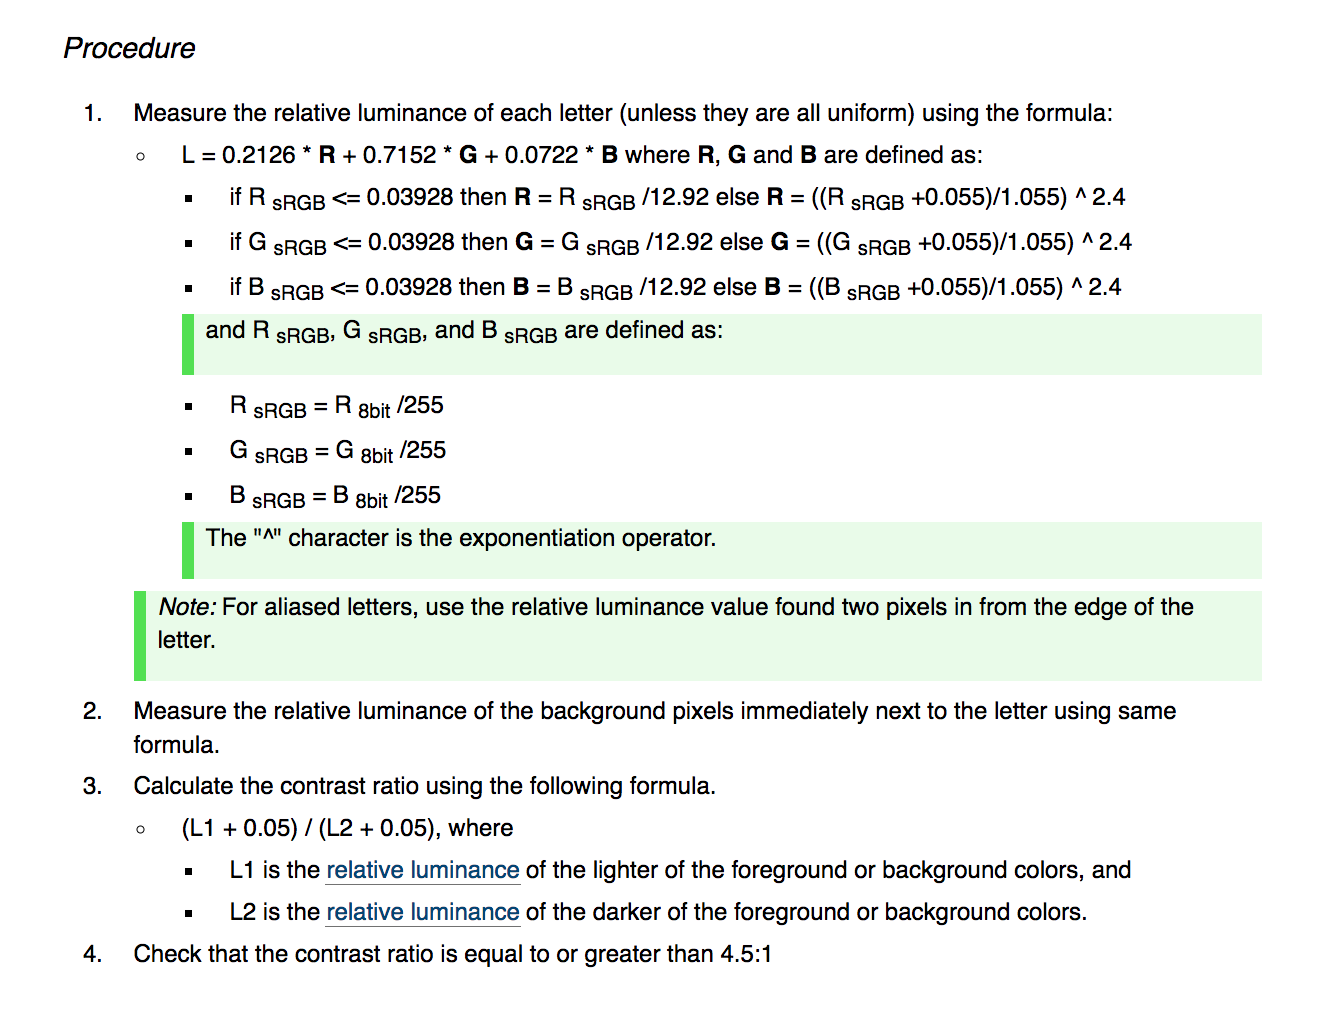 Procedure
1. Measure the relative luminance of each letter (unless they are all uniform) using the formula:
L = 0.2126 * R + 0.7152 * G + 0.0722 * B where R, G and B are defined as:
if R sRGB <= 0.03928 then R = R sRGB /12.92 else R = ((R sRGB +0.055)/1.055) ^ 2.4
if G sRGB <= 0.03928 then G = G sRGB /12.92 else G = ((G sRGB +0.055)/1.055) ^ 2.4
if B sRGB <= 0.03928 then B = B sRGB /12.92 else B = ((B sRGB +0.055)/1.055) ^ 2.4
and R sRGB, G sRGB, and B sRGB are defined as:
R sRGB = R 8bit /255
G sRGB = G 8bit /255
B sRGB = B 8bit /255
The "^" character is the exponentiation operator.
Note: For aliased letters, use the relative luminance value found two pixels in from the edge of the
letter.
2. Measure the relative luminance of the background pixels immediately next to the letter using same
formula.
3. Calculate the contrast ratio using the following formula.
(L1 + 0.05) / (L2 + 0.05), where
L1 is the relative luminance of the lighter of the foreground or background colors, and
L2 is the relative luminance of the darker of the foreground or background colors.
4. Check that the contrast ratio is equal to or greater than 4.5:1